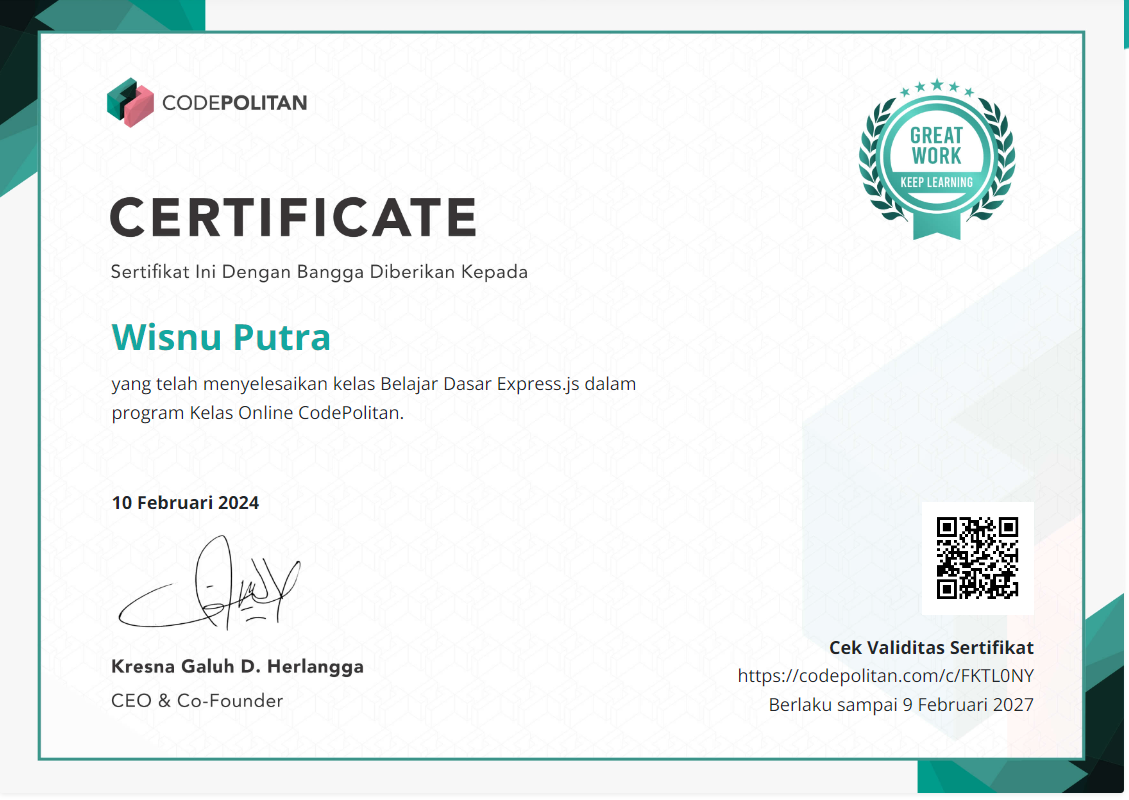 CODEPOLITAN
GREAT
WORK
KEEP LEARNING
CERTIFICATE
Sertifikat Ini Dengan Bangga Diberikan Kepada
Wisnu Putra
yang telah menyelesaikan kelas Belajar Dasar Express.js dalam
program Kelas Online CodePolitan.
10 Februari 2024
Kresna Galuh D. Herlangga
CEO & Co-Founder
Cek Validitas Sertifikat
https://codepolitan.com/c/FKTL0NY
Berlaku sampai 9 Februari 2027